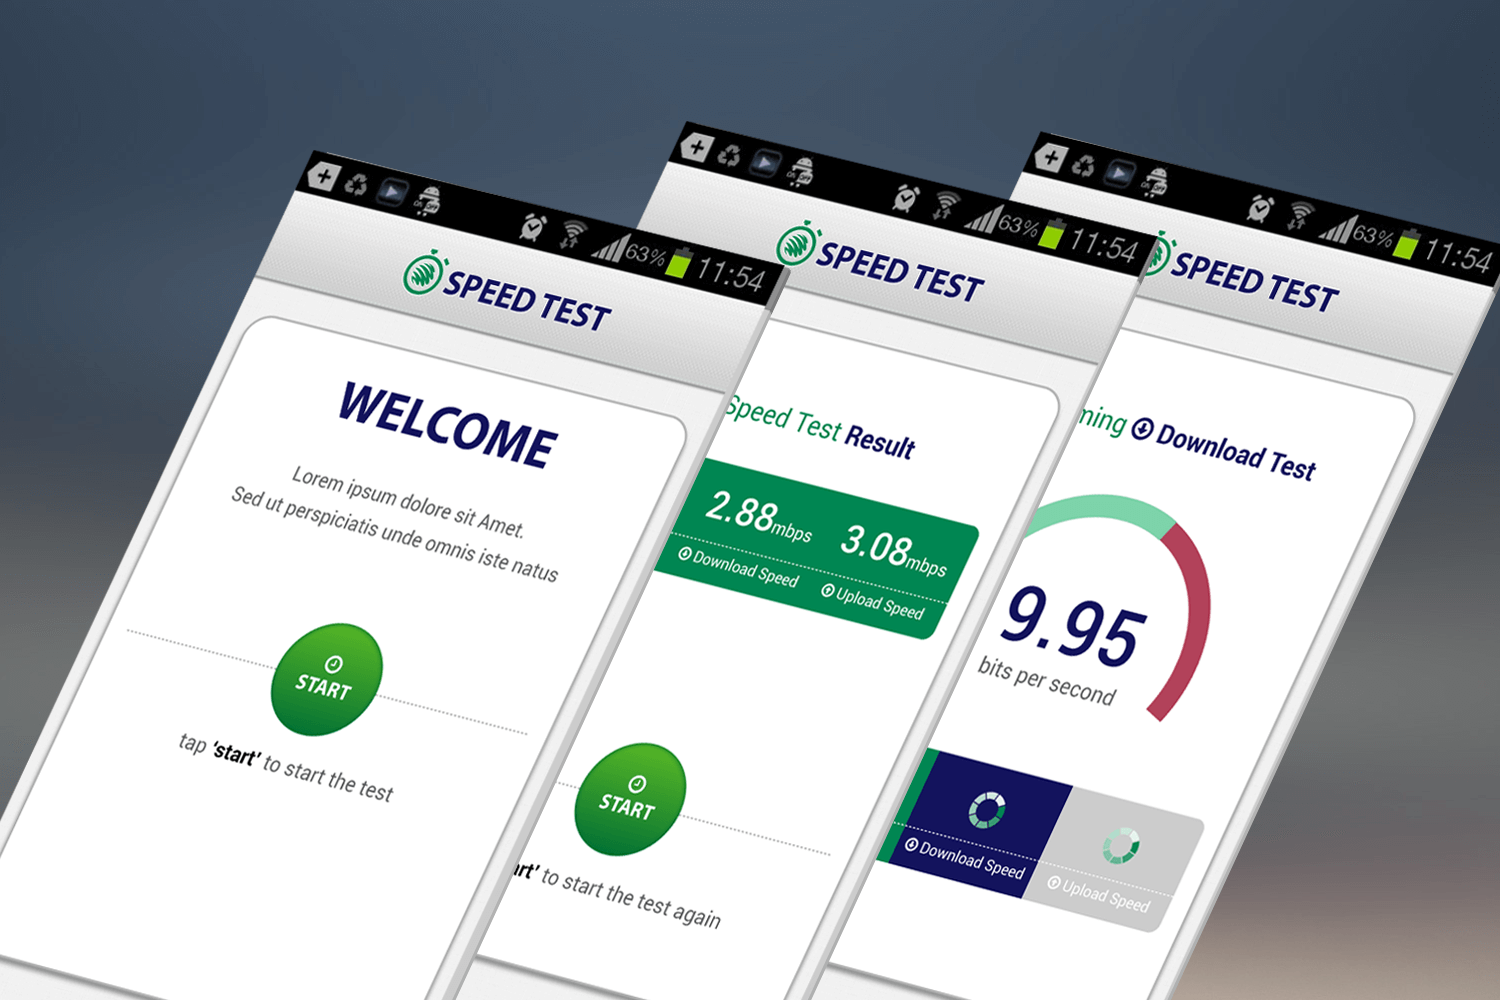 63%
11:54
SPEED TEST
WELCOME
Lorem ipsum dolore sit Amet.
Sed ut perspiciatis unde omnis iste natus
START
tap 'start' to start the test
63%
11:54
SPEED TEST
Speed Test Result
2.88mbps
3.08mbps
Download Speed
Upload Speed
START
art' to start the test again
63%
11:54
SPEED TEST
ming Download Test
9.95
bits per second
Download Speed
Upload Speed